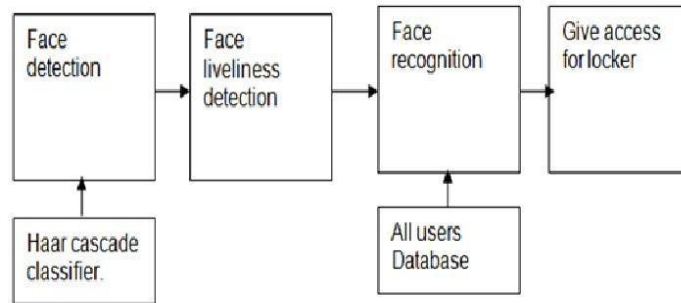 Face
detection
Face
liveliness
detection
Face
recognition
Give access
for locker
Haar cascade
classifier.
All users
Database